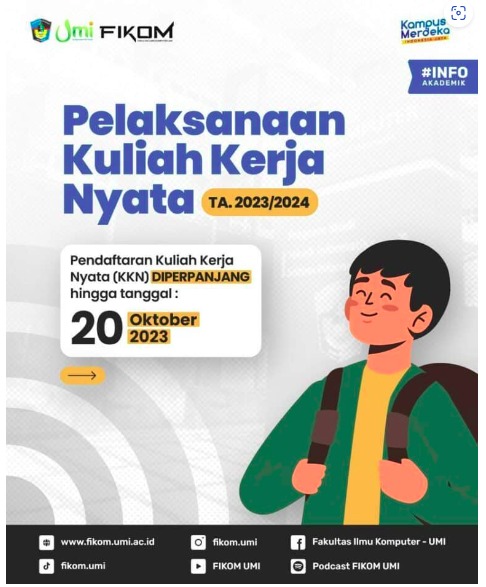 Umi FIKOM
Kampus
Merdeka
INDONESIA JAYA
#INFO
AKADEMIK
Pelaksanaan
Kuliah Kerja
Nyata TA. 2023/2024
Pendaftaran Kuliah Kerja
Nyata (KKN) DIPERPANJANG
hingga tanggal :
20 Oktober
2023
www.fikom.umi.ac.id
fikom.umi
Fakultas Ilmu Komputer - UMI
fikom.umi
FIKOM UMI
Podcast FIKOM UMI